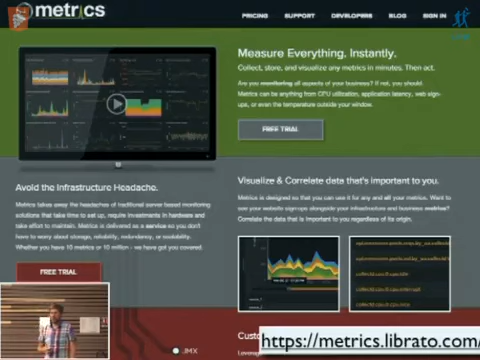 metrics
PRICING SUPPORT DEVELOPERS BLOG SIGN IN
Measure Everything. Instantly.
Collect, store, and visualize any metrics in minutes. Then act.
Are you monitoring all aspects of your business? If not, you should.
Metrics can be anything from CPU utilization, application latency, web sign-
ups, or even the temperature outside your window.
FREE TRIAL
Avoid the Infrastructure Headache.
Metrics takes away the headaches of traditional server based monitoring
solutions that take time to set up, require investments in hardware and
take effort to maintain. Metrics is delivered as a service so you don't
have to worry about storage, reliability, redundancy, or scalability.
Whether you have 10 metrics or 10 million - we have got you covered.
FREE TRIAL
Visualize & Correlate data that's important to you.
Metrics is designed so that you can use it for any and all your metrics. Want to
see your website sign-ups alongside your infrastructure and business metrics?
Correlate the data that is important to you regardless of its origin.
JMX
Custo
Leverag
https://metrics.librato.com/